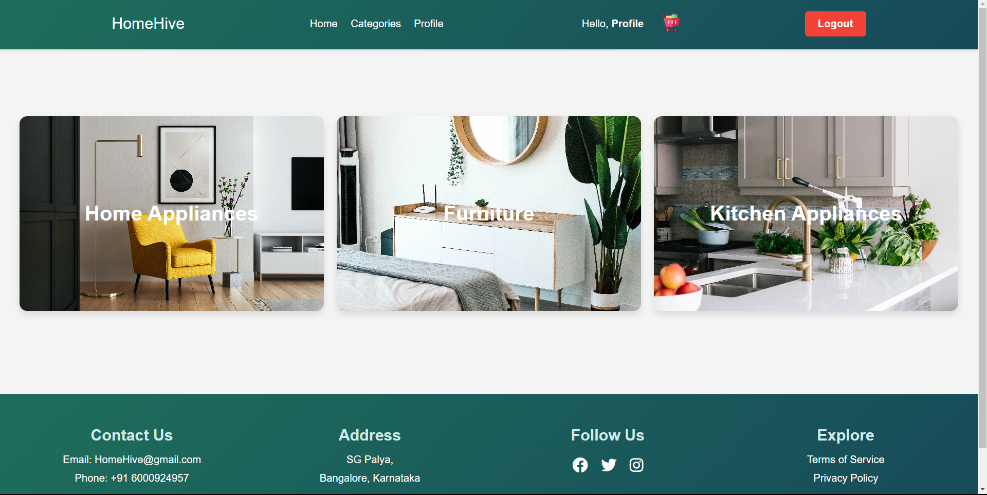 HomeHive
Home Categories Profile
Hello, Profile
Logout
Home Appliances
Furniture
Kitchen Appliances
Contact Us
Email: HomeHive@gmail.com
Phone: +91 6000924957
Address
SG Palya,
Bangalore, Karnataka
Follow Us
Explore
Terms of Service
Privacy Policy